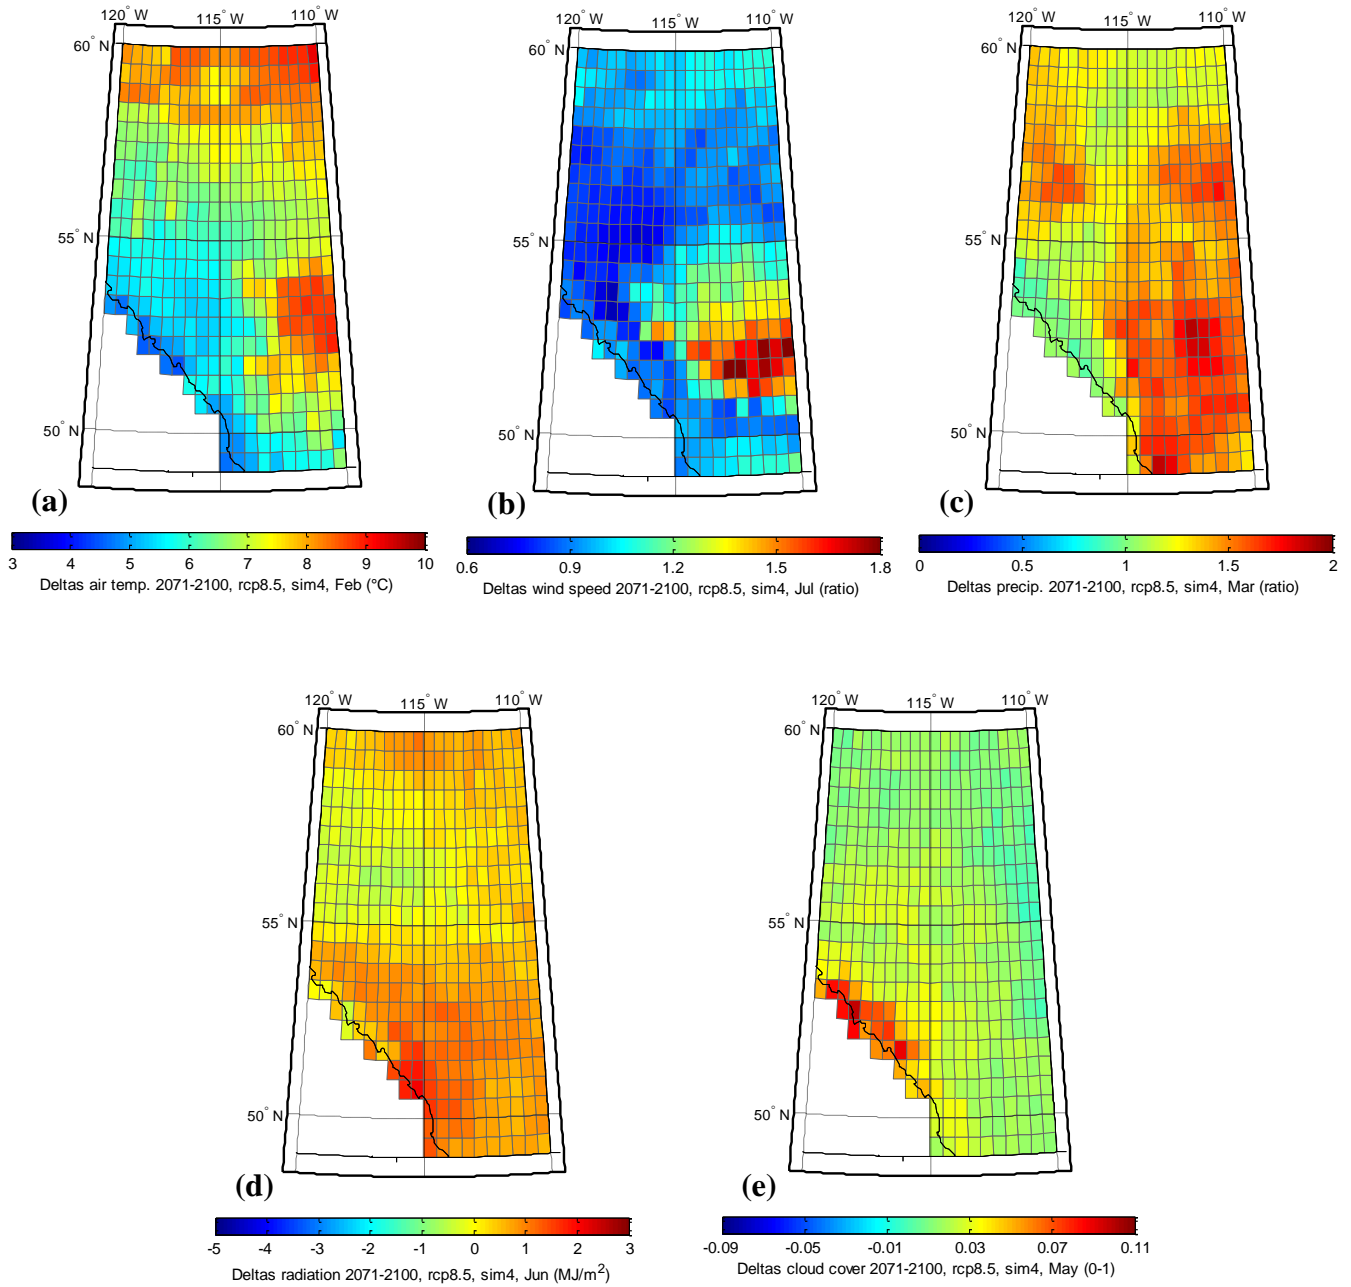 120° W 115° W 110° W
60° N
55° N
50° N
(a)
3 4 5 6 7 8 9 10
Deltas air temp. 2071-2100, rcp8.5, sim4, Feb (°C)
120° W 115° W 110° W
60° N
55° N
50° N
(b)
0.6 0.9 1.2 1.5 1.8
Deltas wind speed 2071-2100, rcp8.5, sim4, Jul (ratio)
120° W 115° W 110° W
60° N
55° N
50° N
(c)
0 0.5 1 1.5 2
Deltas precip. 2071-2100, rcp8.5, sim4, Mar (ratio)
120° W 115° W 110° W
60° N
55° N
50° N
(d)
-5 -4 -3 -2 -1 0 1 2 3
Deltas radiation 2071-2100, rcp8.5, sim4, Jun (MJ/m²)
120° W 115° W 110° W
60° N
55° N
50° N
(e)
-0.09 -0.05 -0.01 0.03 0.07 0.11
Deltas cloud cover 2071-2100, rcp8.5, sim4, May (0-1)